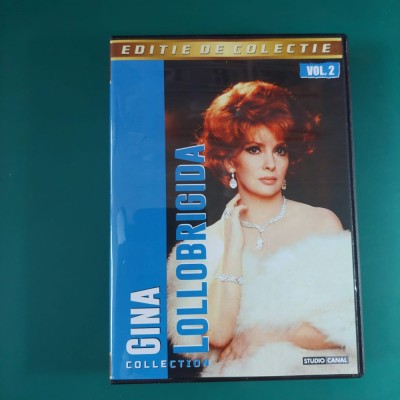 EDITIE DE COLECTIE
VOL. 2
GINA
LOLLOBRIGIDA
COLLECTION
STUDIO CANAL